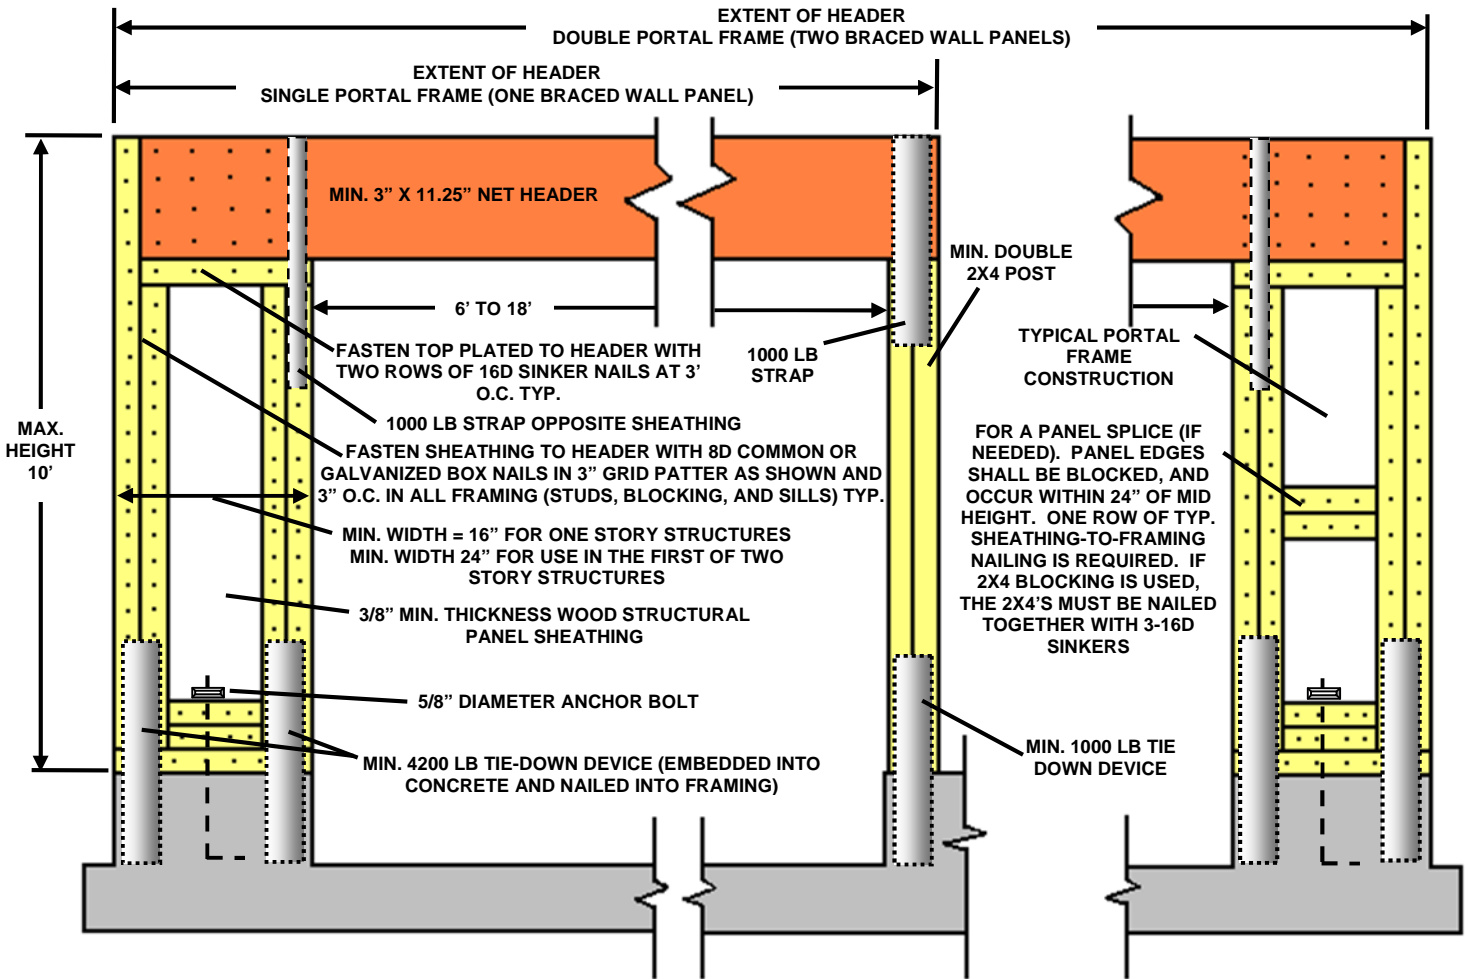 EXTENT OF HEADER
DOUBLE PORTAL FRAME (TWO BRACED WALL PANELS)
EXTENT OF HEADER
SINGLE PORTAL FRAME (ONE BRACED WALL PANEL)
MIN. 3” X 11.25” NET HEADER
MIN. DOUBLE
2X4 POST
6’ TO 18’
FASTEN TOP PLATED TO HEADER WITH
TWO ROWS OF 16D SINKER NAILS AT 3’
O.C. TYP.
1000 LB
STRAP
TYPICAL PORTAL
FRAME
CONSTRUCTION
1000 LB STRAP OPPOSITE SHEATHING
MAX.
HEIGHT
10’
FASTEN SHEATHING TO HEADER WITH 8D COMMON OR
GALVANIZED BOX NAILS IN 3” GRID PATTER AS SHOWN AND
3” O.C. IN ALL FRAMING (STUDS, BLOCKING, AND SILLS) TYP.
FOR A PANEL SPLICE (IF
NEEDED). PANEL EDGES
SHALL BE BLOCKED, AND
OCCUR WITHIN 24” OF MID
HEIGHT. ONE ROW OF TYP.
SHEATHING-TO-FRAMING
NAILING IS REQUIRED. IF
2X4 BLOCKING IS USED,
THE 2X4’S MUST BE NAILED
TOGETHER WITH 3-16D
SINKERS
MIN. WIDTH = 16” FOR ONE STORY STRUCTURES
MIN. WIDTH 24” FOR USE IN THE FIRST OF TWO
STORY STRUCTURES
3/8” MIN. THICKNESS WOOD STRUCTURAL
PANEL SHEATHING
5/8” DIAMETER ANCHOR BOLT
MIN. 4200 LB TIE-DOWN DEVICE (EMBEDDED INTO
CONCRETE AND NAILED INTO FRAMING)
MIN. 1000 LB TIE
DOWN DEVICE